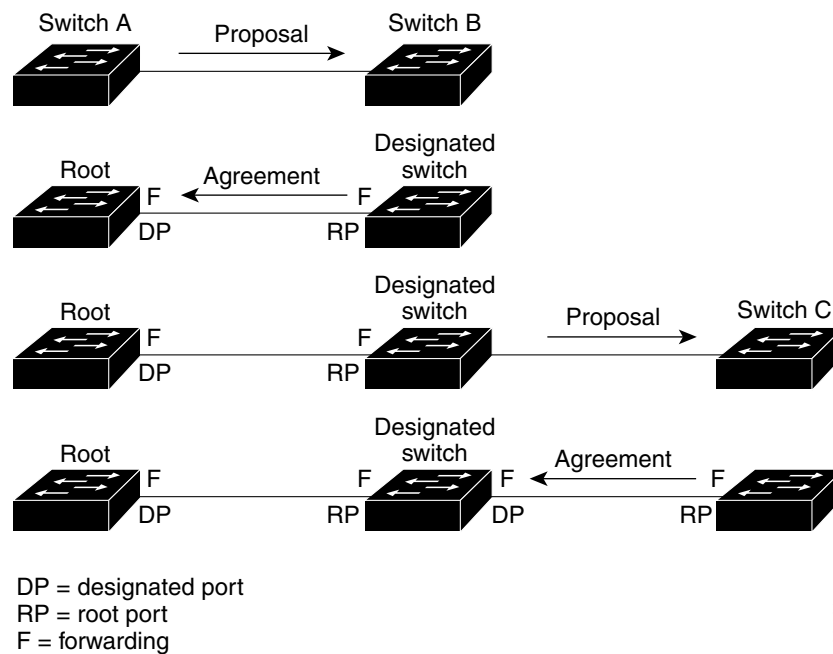 Switch A
Proposal
Switch B
Root
F
Agreement
F
Designated
switch
DP
RP
Root
F
F
Designated
switch
Proposal
Switch C
DP
RP
Root
F
F
Designated
switch
F
Agreement
F
DP
RP
DP
RP
DP = designated port
RP = root port
F = forwarding